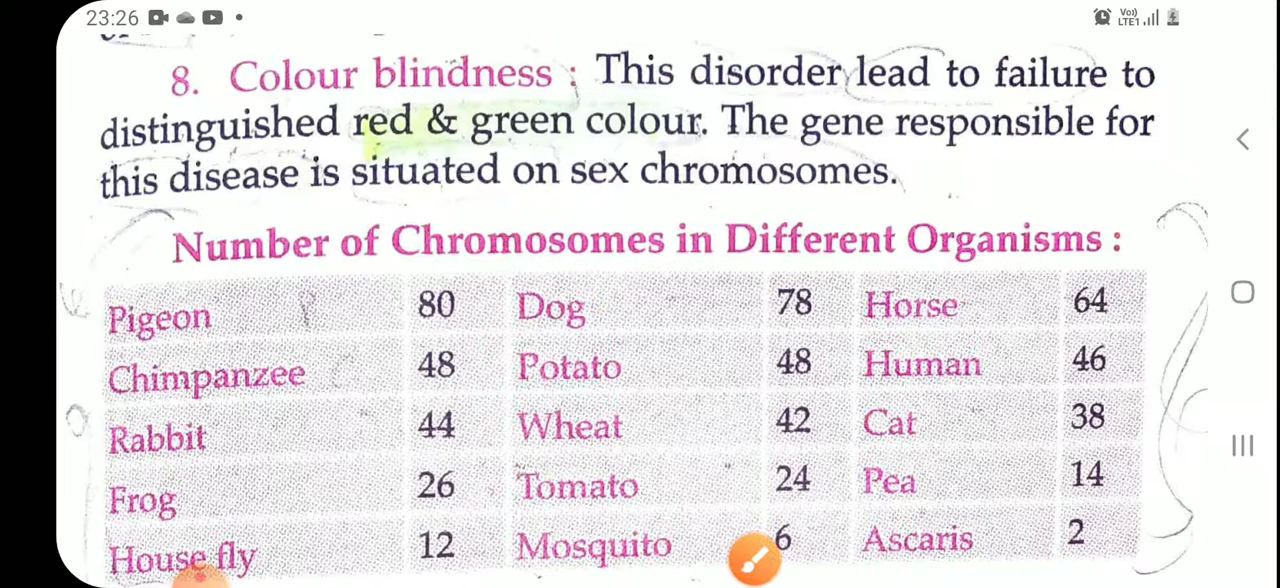 23:26
Vo))
LTE1
8. Colour blindness : This disorder lead to failure to
distinguished red & green colour. The gene responsible for
this disease is situated on sex chromosomes.
Number of Chromosomes in Different Organisms :
Pigeon 80 Dog 78 Horse 64
Chimpanzee 48 Potato 48 Human 46
Rabbit 44 Wheat 42 Cat 38
Frog 26 Tomato 24 Pea 14
House fly 12 Mosquito 6 Ascaris 2